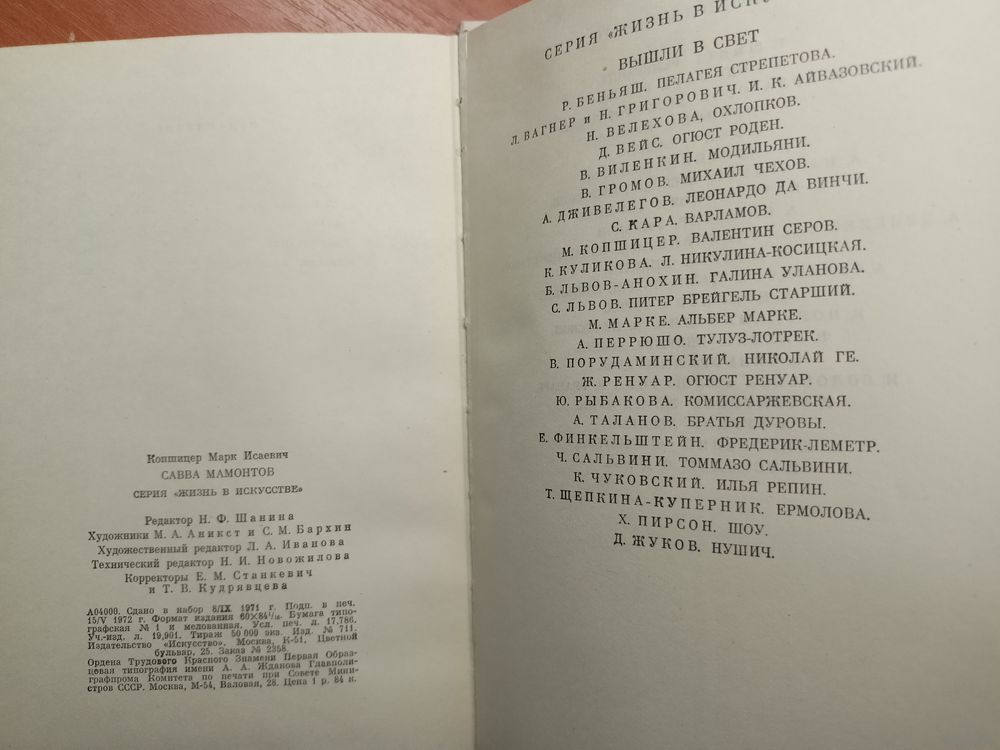 Копшицер Марк Исаевич
САВВА МАМОНТОВ
СЕРИЯ «ЖИЗНЬ В ИСКУССТВЕ»
Редактор Н. Ф. Шанина
Художники М. А. Аникст и С. М. Бархин
Художественный редактор Л. А. Иванова
Технический редактор Н. И. Новожилова
Корректоры Е. М. Станкевич
и Т. В. Кудрявцева
А04000. Сдано в набор 8/IX 1971 г. Подп. в печ.
15/V 1972 г. Формат издания 60×84 1/16. Бумага типо-
графская № 1 и мелованная. Усл. печ. л. 17,786.
Уч.-изд. л. 19,901. Тираж 50 000 экз. Изд. № 711.
Издательство «Искусство». Москва, К-51, Цветной
бульвар, 25. Заказ № 2358.
Ордена Трудового Красного Знамени Первая Образ-
цовая типография имени А. А. Жданова Главполи-
графпрома Комитета по печати при Совете Мини-
стров СССР. Москва, М-54, Валовая, 28. Цена 1 р. 84 к.
СЕРИЯ «ЖИЗНЬ В
ВЫШЛИ В СВЕТ
Р. БЕНЬЯШ. ПЕЛАГЕЯ СТРЕПЕТОВА.
Л. ВАГНЕР и Н. ГРИГОРОВИЧ. И. К. АЙВАЗОВСКИЙ.
Н. ВЕЛЕХОВА, ОХЛОПКОВ.
Д. ВЕЙС. ОГЮСТ РОДЕН.
В. ВИЛЕНКИН. МОДИЛЬЯНИ.
В. ГРОМОВ. МИХАИЛ ЧЕХОВ.
А. ДЖИВЕЛЕГОВ. ЛЕОНАРДО ДА ВИНЧИ.
С. КАРА. ВАРЛАМОВ.
М. КОПШИЦЕР. ВАЛЕНТИН СЕРОВ.
К. КУЛИКОВА. Л. НИКУЛИНА-КОСИЦКАЯ.
Б. ЛЬВОВ-АНОХИН. ГАЛИНА УЛАНОВА.
С. ЛЬВОВ. ПИТЕР БРЕЙГЕЛЬ СТАРШИЙ.
М. МАРКЕ. АЛЬБЕР МАРКЕ.
А. ПЕРРЮШО. ТУЛУЗ-ЛОТРЕК.
В. ПОРУДАМИНСКИЙ. НИКОЛАЙ ГЕ.
Ж. РЕНУАР. ОГЮСТ РЕНУАР.
Ю. РЫБАКОВА. КОМИССАРЖЕВСКАЯ.
А. ТАЛАНОВ. БРАТЬЯ ДУРОВЫ.
Е. ФИНКЕЛЬШТЕЙН. ФРЕДЕРИК-ЛЕМЕТР.
Ч. САЛЬВИНИ. ТОММАЗО САЛЬВИНИ.
К. ЧУКОВСКИЙ. ИЛЬЯ РЕПИН.
Т. ЩЕПКИНА-КУПЕРНИК. ЕРМОЛОВА.
Х. ПИРСОН. ШОУ.
Д. ЖУКОВ. НУШИЧ.